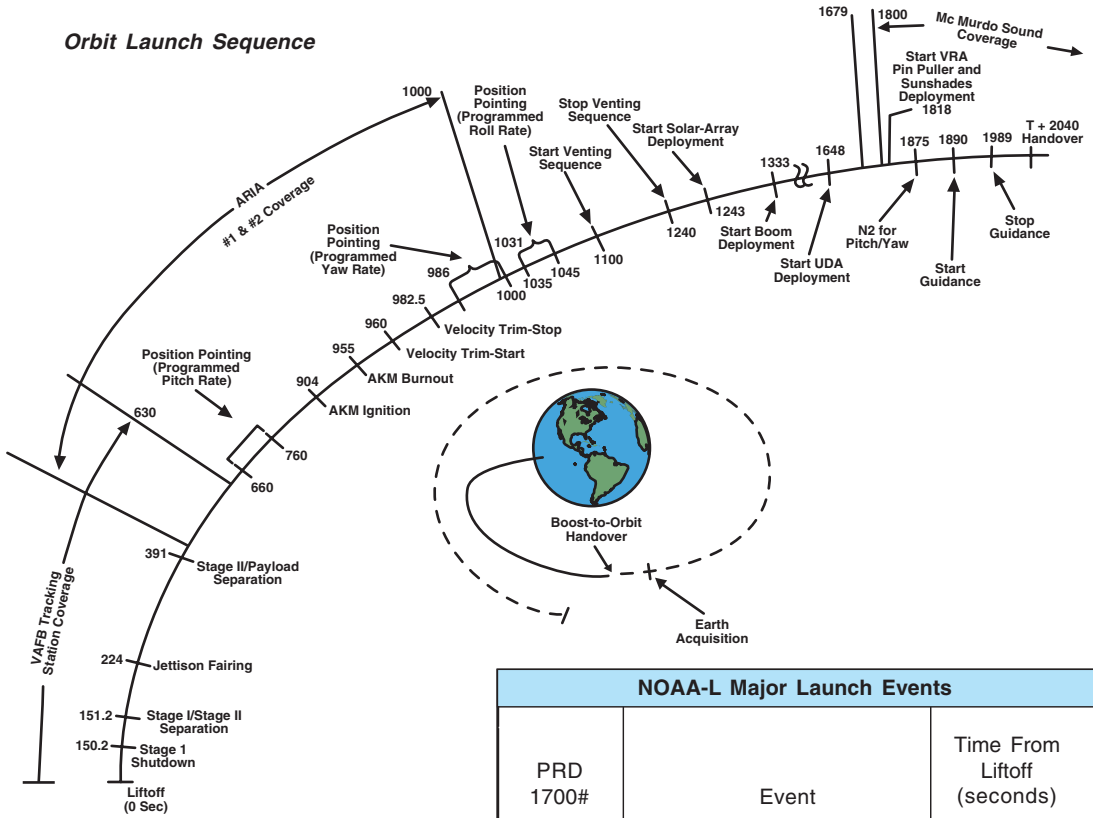 Orbit Launch Sequence
1679
1800
Mc Murdo Sound
Coverage
Start VRA
Pin Puller and
Sunshades
Deployment
1818
T + 2040
Handover
1000
Position
Pointing
(Programmed
Roll Rate)
Stop Venting
Sequence
Start Solar-Array
Deployment
Start Venting
Sequence
1333
1648
1875
1890
1989
ARIA
#1 & #2 Coverage
Position
Pointing
(Programmed
Yaw Rate)
1031
986
1000
1035
1045
1100
1240
1243
Start Boom
Deployment
Start UDA
Deployment
N2 for
Pitch/Yaw
Start
Guidance
Stop
Guidance
982.5
Velocity Trim-Stop
960
Velocity Trim-Start
955
AKM Burnout
904
AKM Ignition
Position Pointing
(Programmed
Pitch Rate)
630
760
660
391
Stage II/Payload
Separation
VAFB Tracking
Station Coverage
224
Jettison Fairing
151.2
Stage I/Stage II
Separation
150.2
Stage 1
Shutdown
Liftoff
(0 Sec)
Boost-to-Orbit
Handover
Earth
Acquisition
NOAA-L Major Launch Events
PRD
1700#
Event
Time From
Liftoff
(seconds)